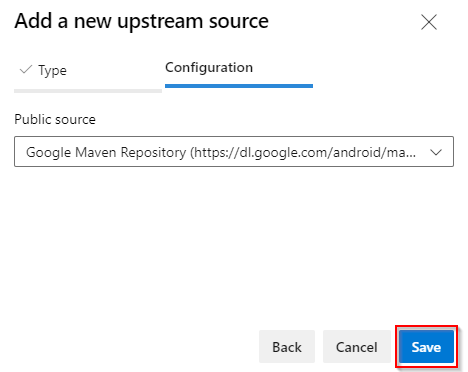 Add a new upstream source
Type
Configuration
Public source
Google Maven Repository (https://dl.google.com/android/ma...
Back
Cancel
Save